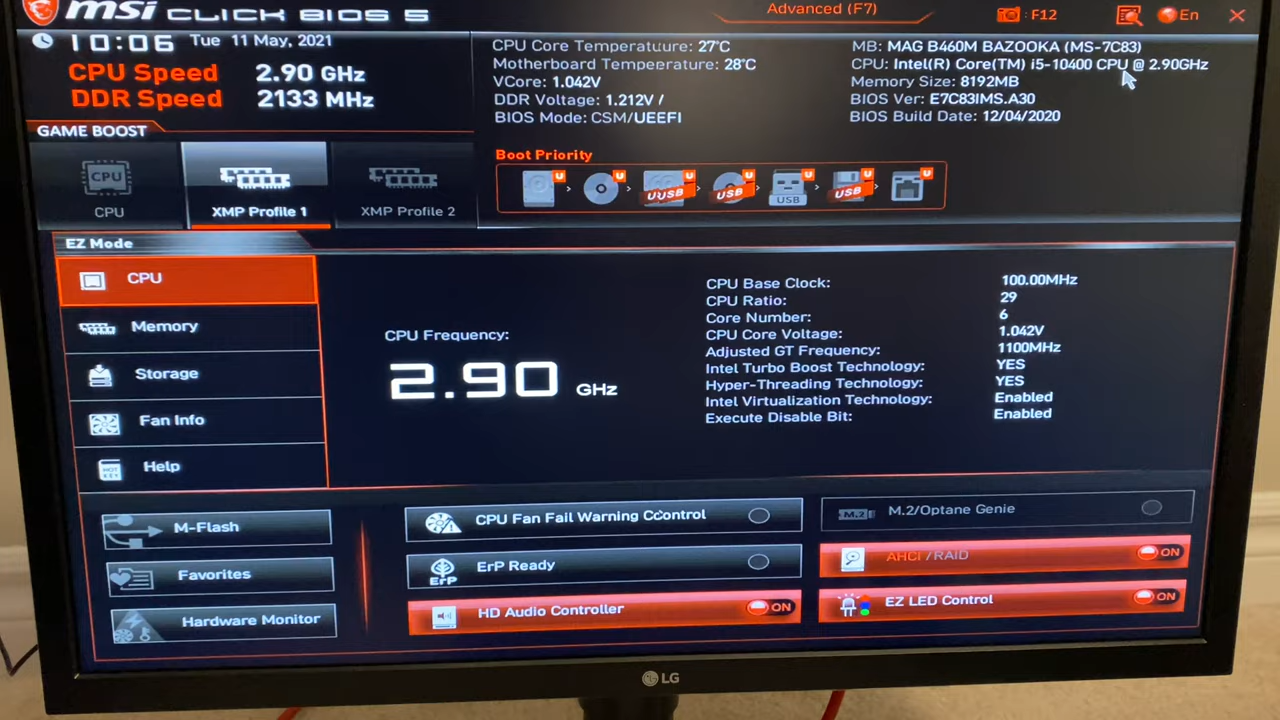 msi CLICK BIOS 5
Advanced (F7)
: F12
En
10:06 Tue 11 May, 2021
CPU Speed 2.90 GHz
DDR Speed 2133 MHz
CPU Core Temperatuure: 27°C
Motherboard Tempeerature: 28°C
VCore: 1.042V
DDR Voltage: 1.212V /
BIOS Mode: CSM/UEEFI
MB: MAG B460M BAZOOKA (MS-7C83)
CPU: Intel(R) Core(TM) i5-10400 CPU @ 2.90GHz
Memory Size: 8192MB
BIOS Ver: E7C83IMS.A30
BIOS Build Date: 12/04/2020
GAME BOOST
CPU
CPU
XMP Profile 1
XMP Profile 2
Boot Priority
U U U U U U U
UUSB USB USB USB
EZ Mode
CPU
Memory
Storage
Fan Info
HOT KEY
Help
CPU Frequency:
2.90 GHz
CPU Base Clock: 100.00MHz
CPU Ratio: 29
Core Number: 6
CPU Core Voltage: 1.042V
Adjusted GT Frequency: 1100MHz
Intel Turbo Boost Technology: YES
Hyper-Threading Technology: YES
Intel Virtualization Technology: Enabled
Execute Disable Bit: Enabled
M-Flash
Favorites
Hardware Monitor
CPU Fan Fail Warning Ccontrol
ErP ErP Ready
HD Audio Controller ON
M.2 M.2/Optane Genie
AHCI /RAID ON
EZ LED Control ON
LG